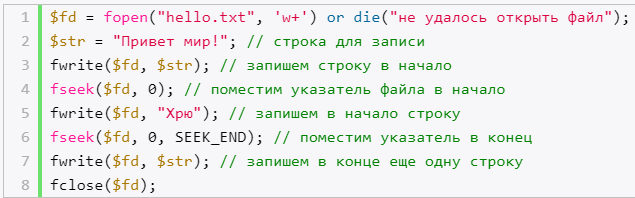 1 $fd = fopen("hello.txt", 'w+') or die("не удалось открыть файл");
2 $str = "Привет мир!"; // строка для записи
3 fwrite($fd, $str); // запишем строку в начало
4 fseek($fd, 0); // поместим указатель файла в начало
5 fwrite($fd, "Хрю"); // запишем в начало строку
6 fseek($fd, 0, SEEK_END); // поместим указатель в конец
7 fwrite($fd, $str); // запишем в конце еще одну строку
8 fclose($fd);